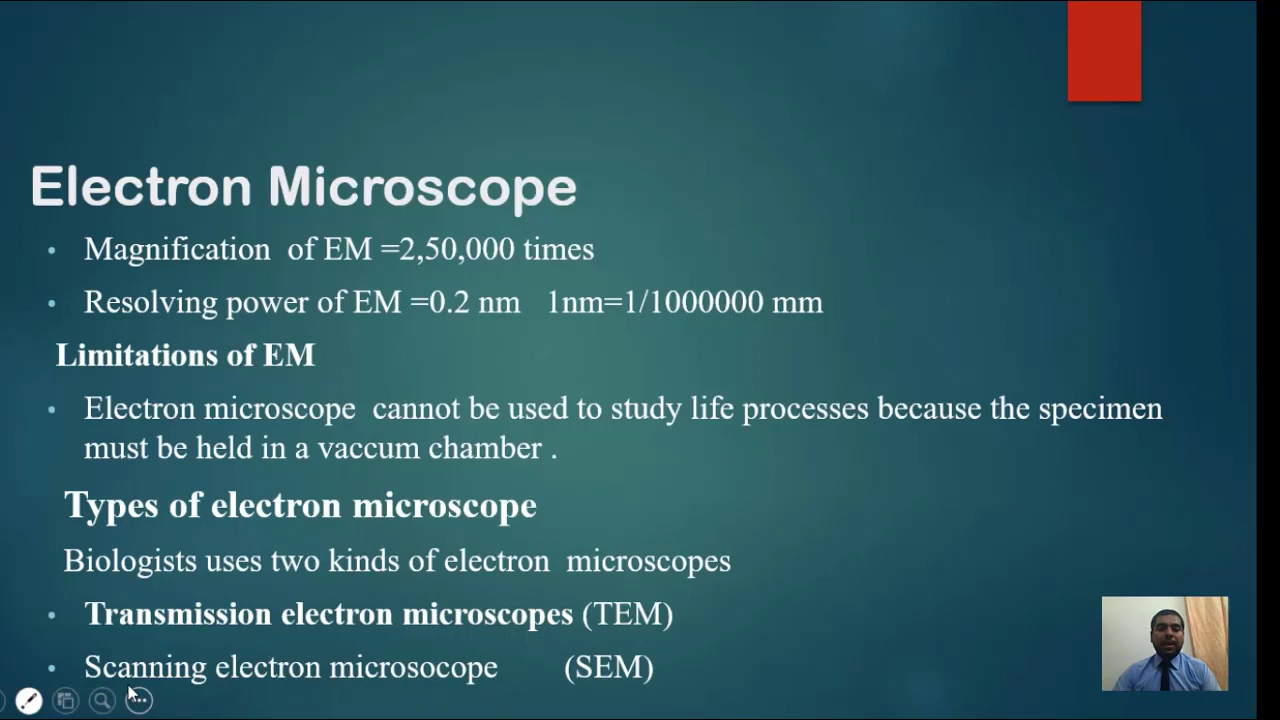 Electron Microscope
• Magnification of EM =2,50,000 times
• Resolving power of EM =0.2 nm 1nm=1/1000000 mm
Limitations of EM
• Electron microscope cannot be used to study life processes because the specimen
must be held in a vaccum chamber .
Types of electron microscope
Biologists uses two kinds of electron microscopes
• Transmission electron microscopes (TEM)
• Scanning electron microsocope (SEM)